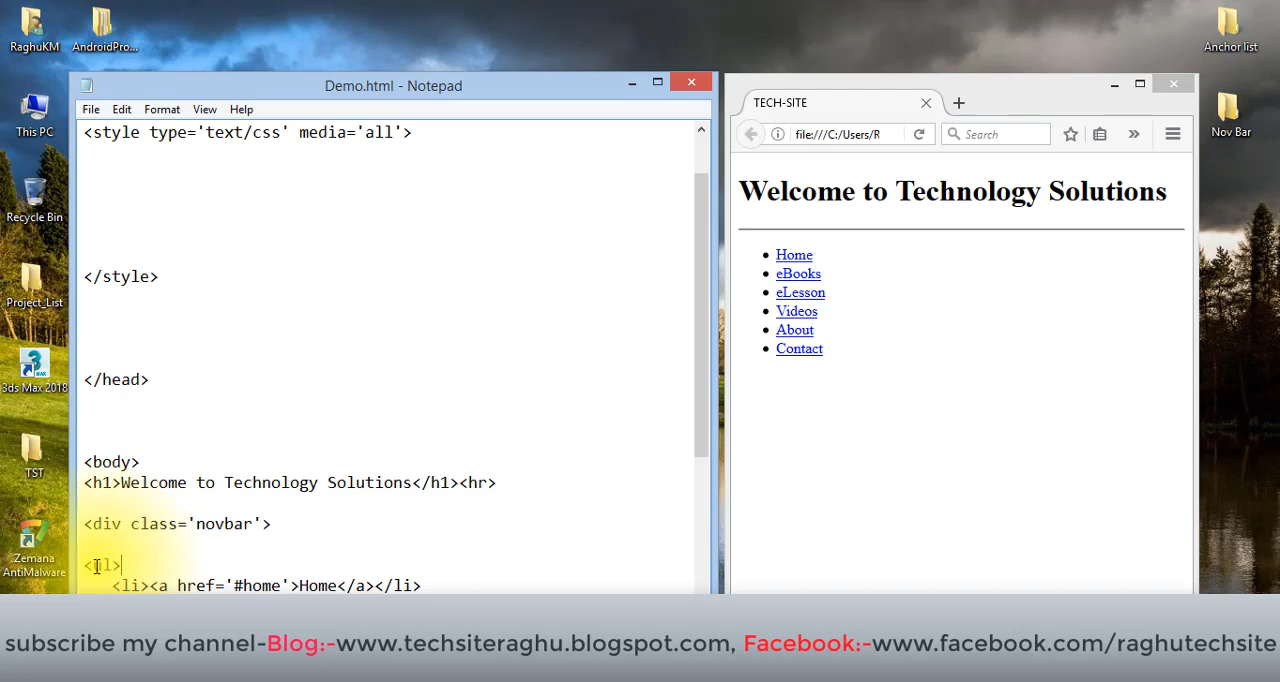 RaghuKM
AndroidPro...
This PC
Recycle Bin
Project_List
3ds Max 2018
TST
Zemana
AntiMalware
Anchor list
Nov Bar
Demo.html - Notepad
File Edit Format View Help
<style type='text/css' media='all'>
</style>
</head>
<body>
<h1>Welcome to Technology Solutions</h1><hr>
<div class='novbar'>
<ul>
<li><a href='#home'>Home</a></li>
TECH-SITE
file:///C:/Users/R
Search
Welcome to Technology Solutions
Home
eBooks
eLesson
Videos
About
Contact
subscribe my channel-Blog:-www.techsiteraghu.blogspot.com, Facebook:-www.facebook.com/raghutechsite